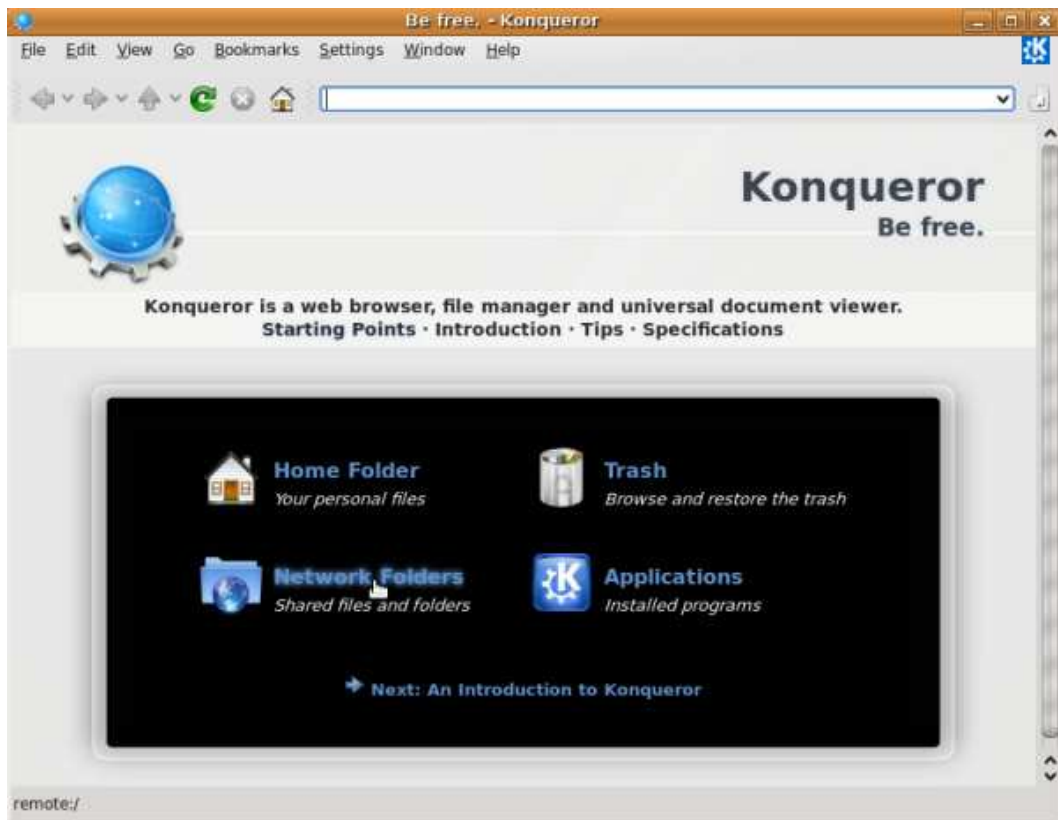 Be free. - Konqueror
File Edit View Go Bookmarks Settings Window Help
Konqueror
Be free.
Konqueror is a web browser, file manager and universal document viewer.
Starting Points · Introduction · Tips · Specifications
Home Folder
Your personal files
Trash
Browse and restore the trash
Network Folders
Shared files and folders
Applications
Installed programs
Next: An Introduction to Konqueror
remote:/